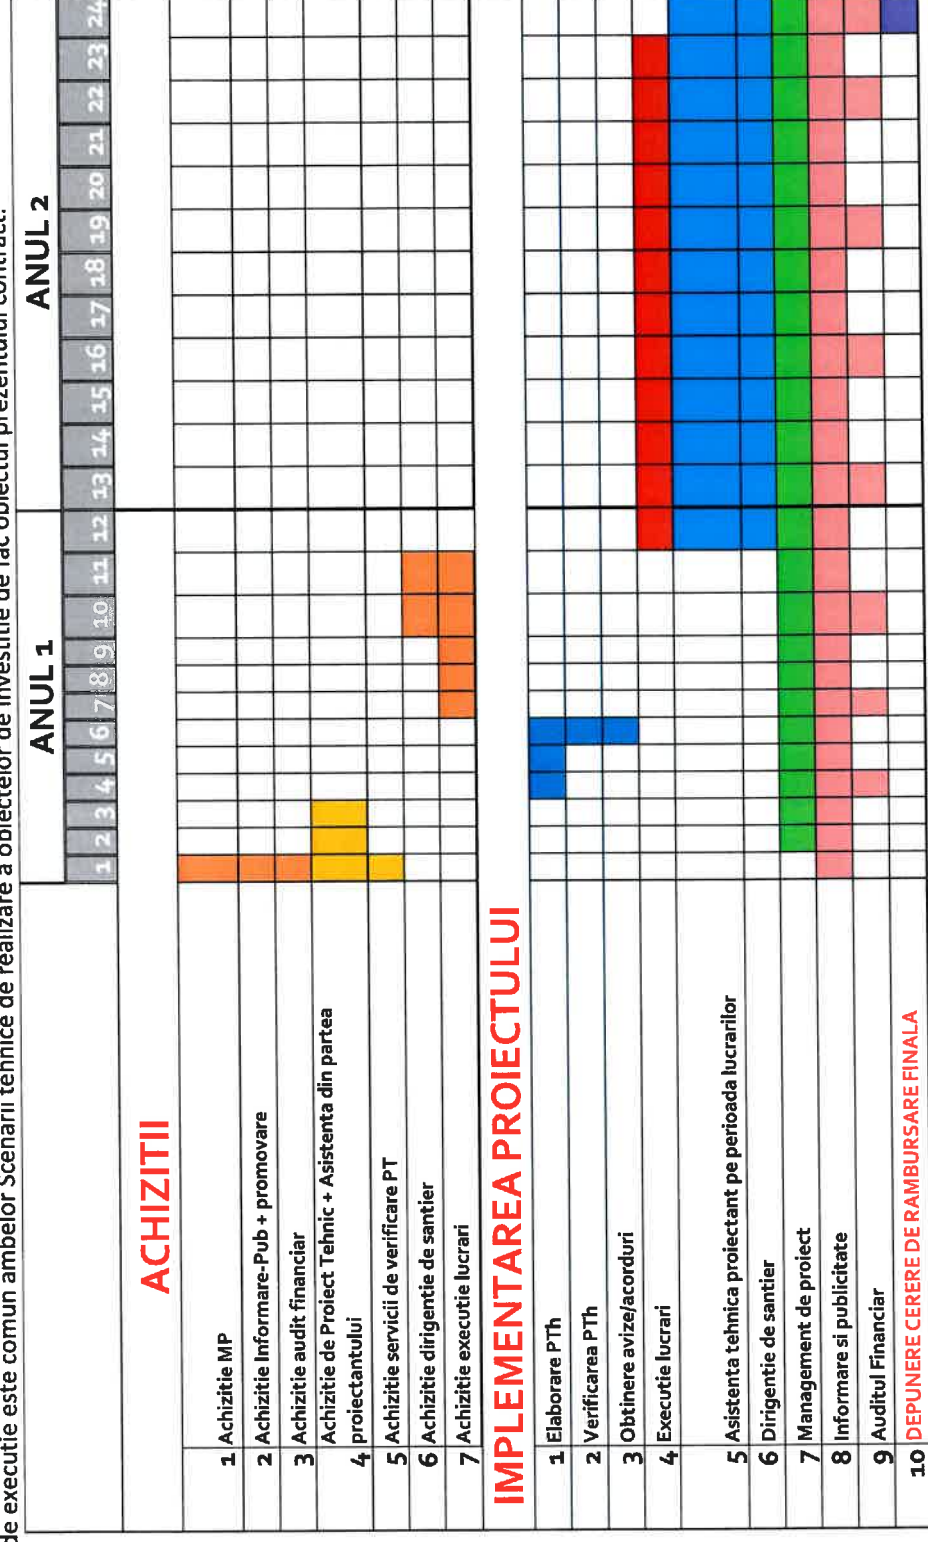 de executie este comun ambelor Scenarii tehnice de realizare a obiectelor de investitie de fac obiectul prezentului contract.
ANUL 1 ANUL 2
1 2 3 4 5 6 7 8 9 10 11 12 13 14 15 16 17 18 19 20 21 22 23 24
ACHIZITII
1 Achizitie MP
2 Achizitie Informare-Pub + promovare
3 Achizitie audit financiar
Achizitie de Proiect Tehnic + Asistenta din partea
4 proiectantului
5 Achizitie servicii de verificare PT
6 Achizitie dirigentie de santier
7 Achizitie executie lucrari
IMPLEMENTAREA PROIECTULUI
1 Elaborare PTh
2 Verificarea PTh
3 Obtinere avize/acorduri
4 Executie lucrari
5 Asistenta tehnica proiectant pe perioada lucrarilor
6 Dirigentie de santier
7 Management de proiect
8 Informare si publicitate
9 Auditul Financiar
10 DEPUNERE CERERE DE RAMBURSARE FINALA